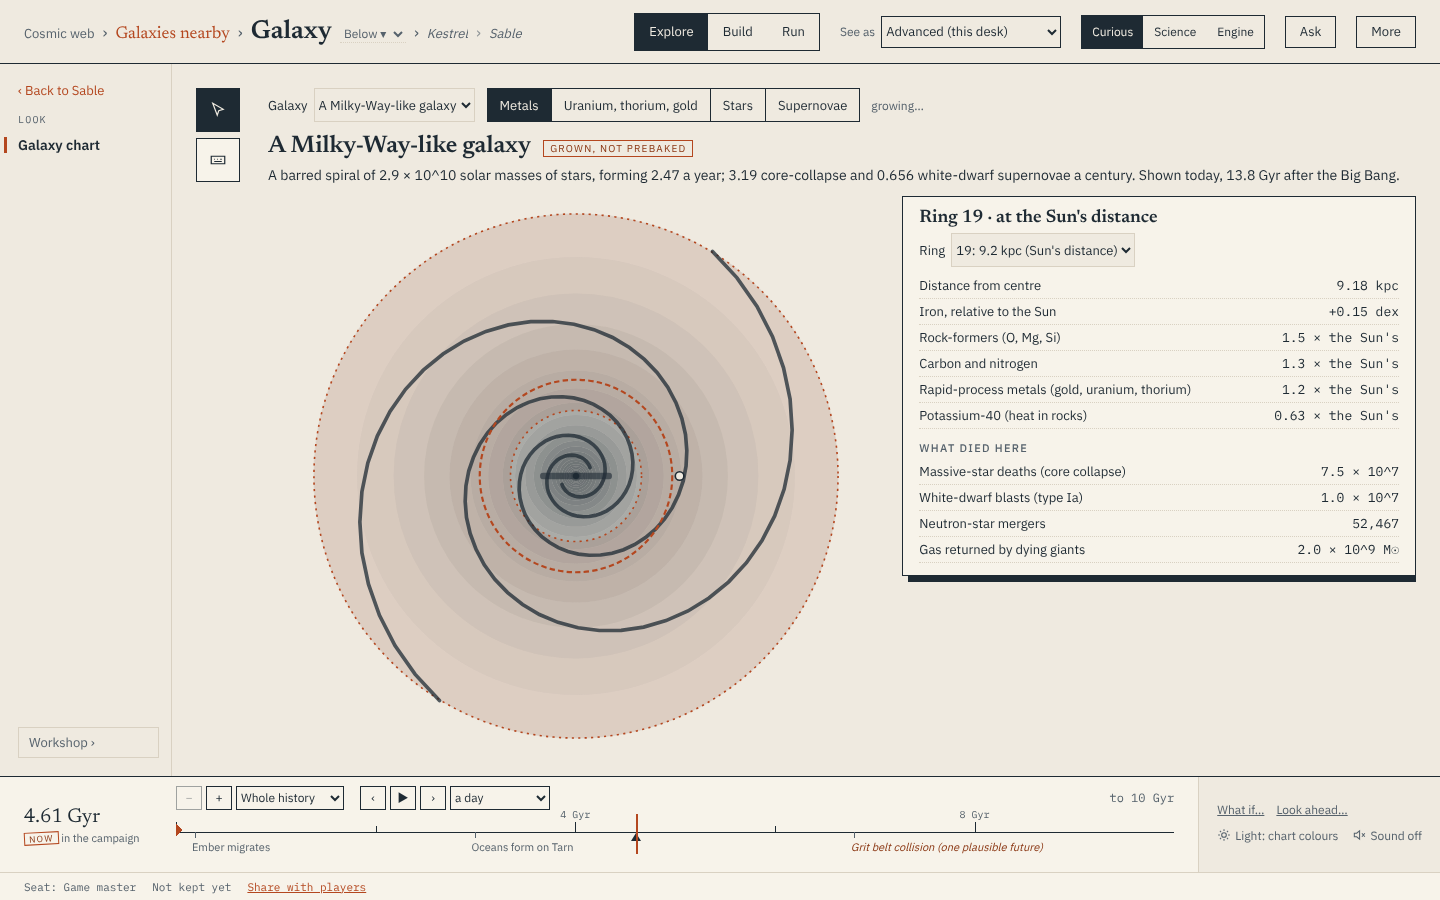 Cosmic web › Galaxies nearby › Galaxy Below ▾ › Kestrel › Sable
Explore Build Run
See as Advanced (this desk)
Curious Science Engine
Ask
More
‹ Back to Sable
LOOK
Galaxy chart
Workshop ›
Galaxy A Milky-Way-like galaxy
Metals Uranium, thorium, gold Stars Supernovae growing…
A Milky-Way-like galaxy GROWN, NOT PREBAKED
A barred spiral of 2.9 × 10^10 solar masses of stars, forming 2.47 a year; 3.19 core-collapse and 0.656 white-dwarf supernovae a century. Shown today, 13.8 Gyr after the Big Bang.
Ring 19 · at the Sun's distance
Ring 19: 9.2 kpc (Sun's distance)
Distance from centre 9.18 kpc
Iron, relative to the Sun +0.15 dex
Rock-formers (O, Mg, Si) 1.5 × the Sun's
Carbon and nitrogen 1.3 × the Sun's
Rapid-process metals (gold, uranium, thorium) 1.2 × the Sun's
Potassium-40 (heat in rocks) 0.63 × the Sun's
WHAT DIED HERE
Massive-star deaths (core collapse) 7.5 × 10^7
White-dwarf blasts (type Ia) 1.0 × 10^7
Neutron-star mergers 52,467
Gas returned by dying giants 2.0 × 10^9 M☉
4.61 Gyr
NOW in the campaign
− + Whole history ‹ ▶ › a day
to 10 Gyr
4 Gyr 8 Gyr
Ember migrates Oceans form on Tarn Grit belt collision (one plausible future)
What if… Look ahead…
Light: chart colours Sound off
Seat: Game master Not kept yet Share with players